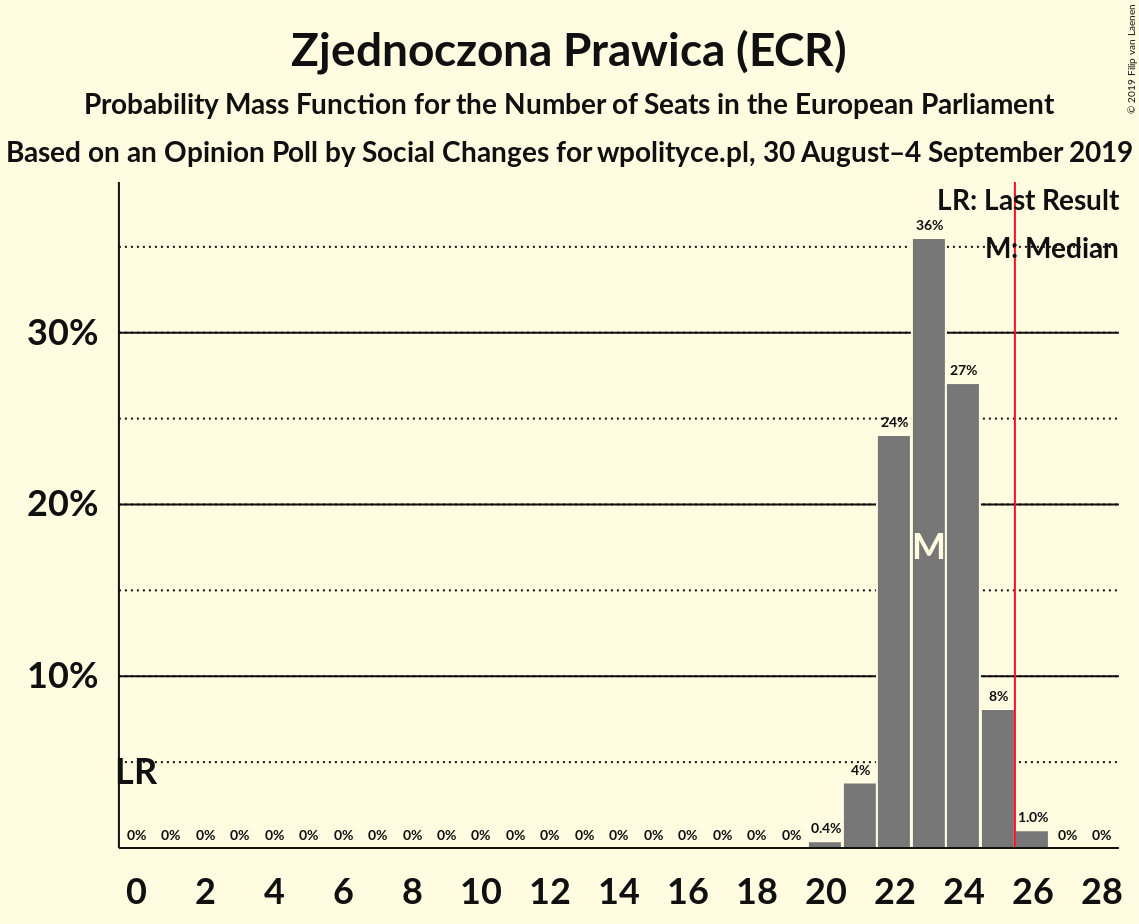 Zjednoczona Prawica (ECR)
Probability Mass Function for the Number of Seats in the European Parliament
Based on an Opinion Poll by Social Changes for wpolityce.pl, 30 August–4 September 2019
© 2019 Filip van Laenen
LR: Last Result
M: Median
36%
30%
27%
24%
20%
M
10%
8%
LR
4%
0% 0% 0% 0% 0% 0% 0% 0% 0% 0% 0% 0% 0% 0% 0% 0% 0% 0% 0% 0% 0.4% 1.0% 0% 0%
0 2 4 6 8 10 12 14 16 18 20 22 24 26 28